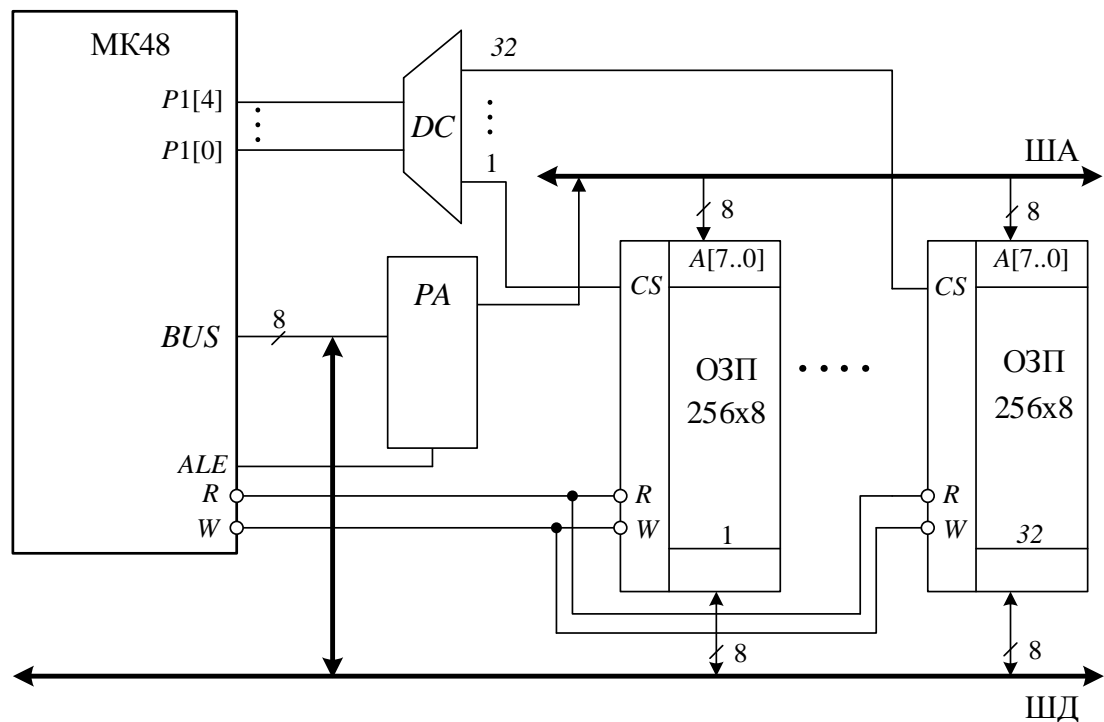 МК48
P1[4]
P1[0]
BUS
8
ALE
R
W
DC
32
1
PA
ША
8
8
A[7..0]
CS
ОЗП
256x8
R
W
1
A[7..0]
CS
ОЗП
256x8
R
W
32
8
8
ШД